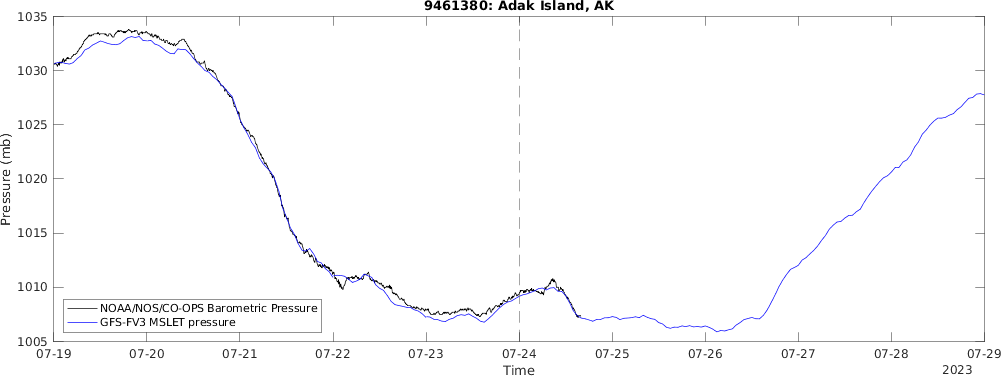 9461380: Adak Island, AK
Pressure (mb)
1035
1030
1025
1020
1015
1010
1005
NOAA/NOS/CO-OPS Barometric Pressure
GFS-FV3 MSLET pressure
07-19 07-20 07-21 07-22 07-23 07-24 07-25 07-26 07-27 07-28 07-29
Time
2023